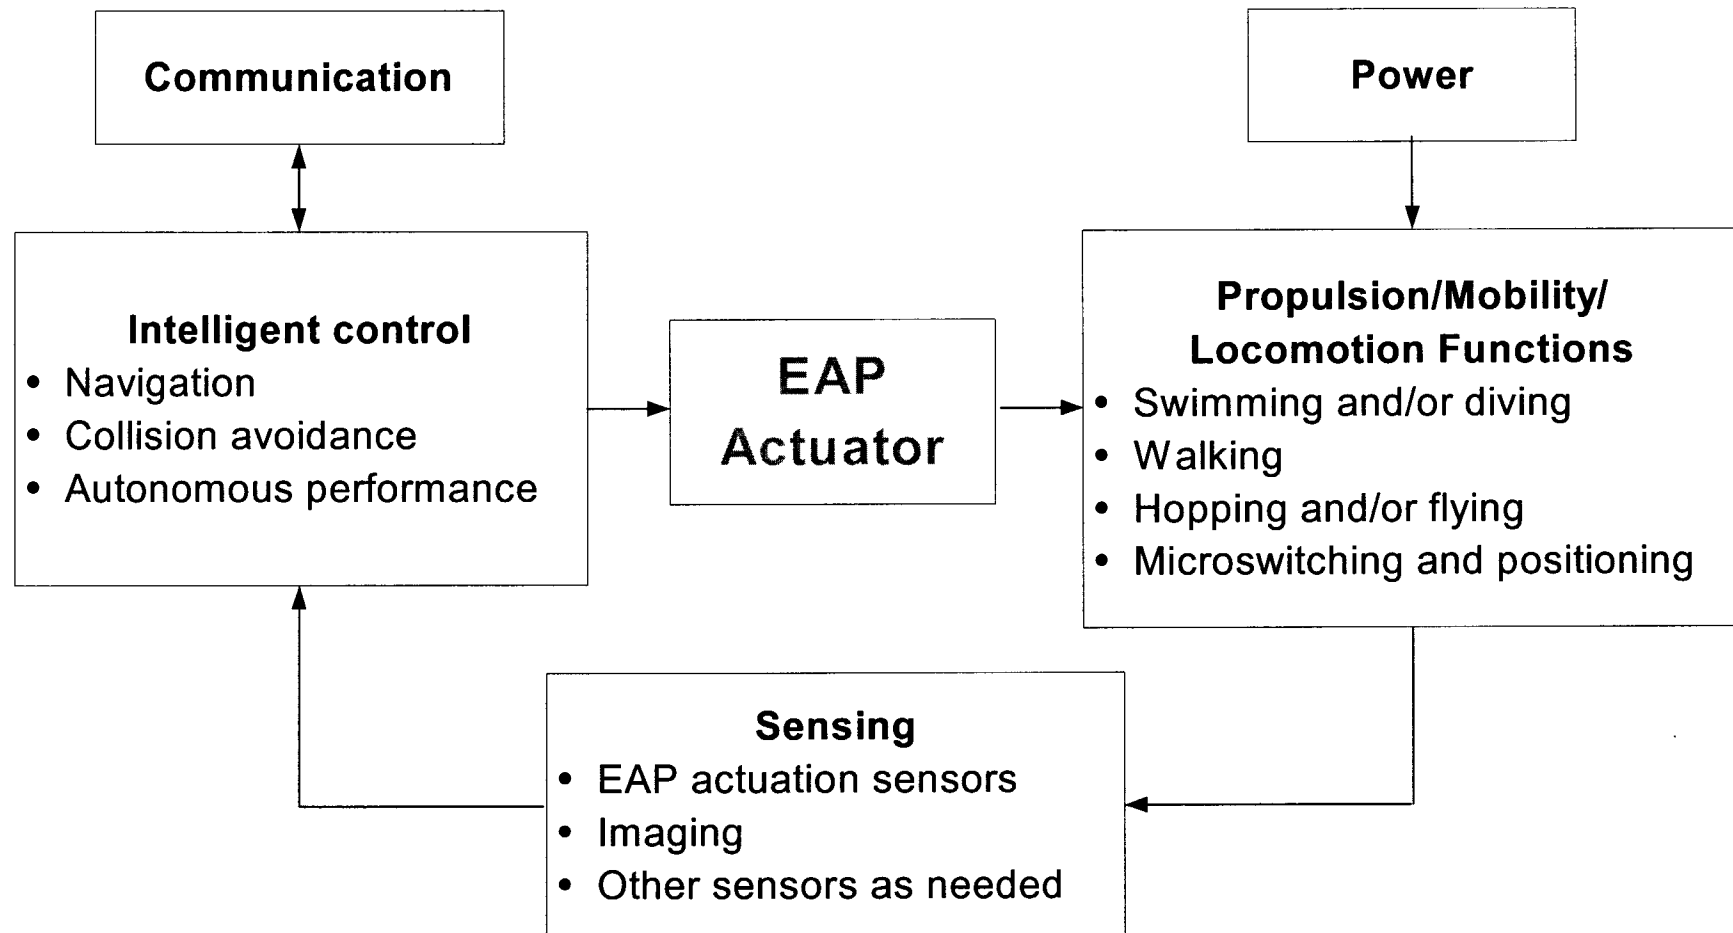 Communication
Power
Intelligent control
• Navigation
• Collision avoidance
• Autonomous performance
EAP
Actuator
Propulsion/Mobility/
Locomotion Functions
• Swimming and/or diving
• Walking
• Hopping and/or flying
• Microswitching and positioning
Sensing
• EAP actuation sensors
• Imaging
• Other sensors as needed